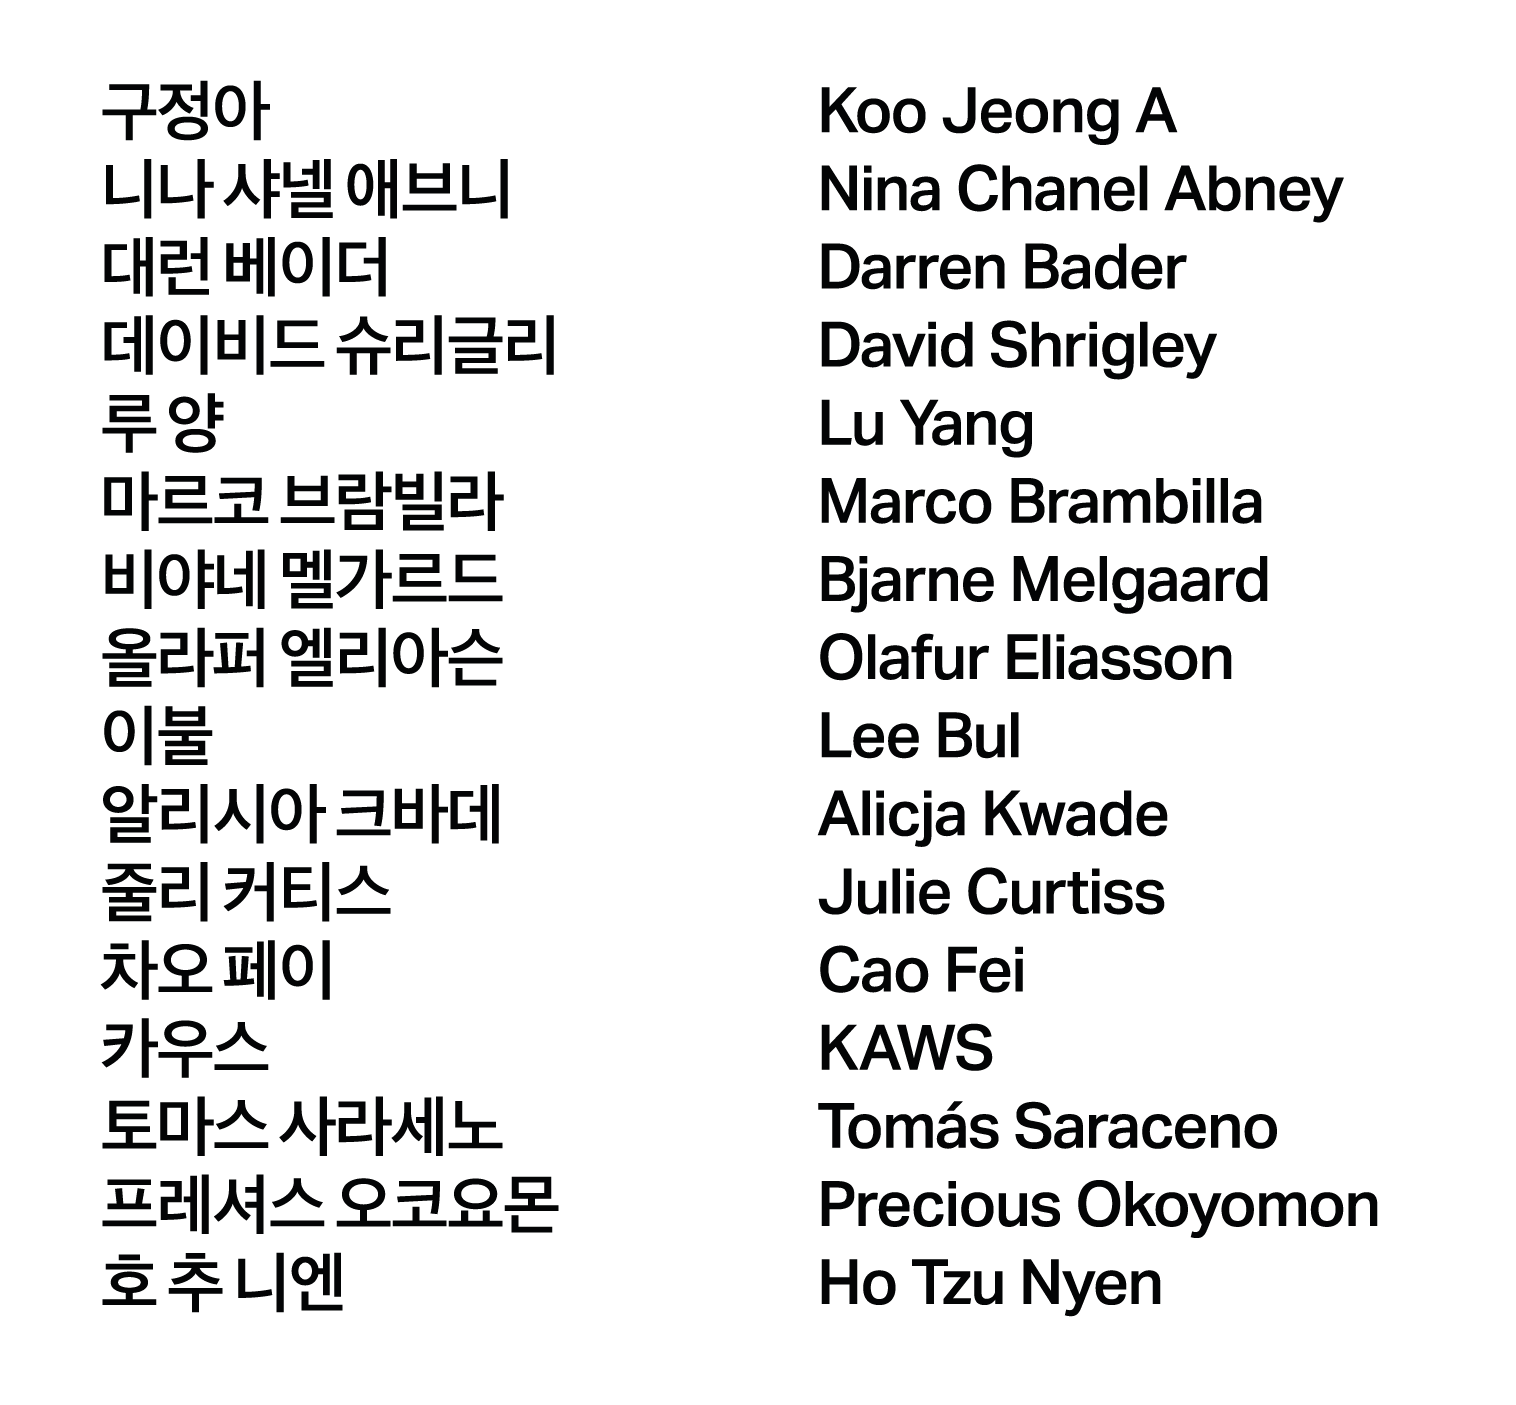 구정아
니나 샤넬 애브니
대런 베이더
데이비드 슈리글리
루 양
마르코 브람빌라
비야네 멜가르드
올라퍼 엘리아슨
이불
알리시아 크바데
줄리 커티스
차오 페이
카우스
토마스 사라세노
프레셔스 오코요몬
호 추 니엔
Koo Jeong A
Nina Chanel Abney
Darren Bader
David Shrigley
Lu Yang
Marco Brambilla
Bjarne Melgaard
Olafur Eliasson
Lee Bul
Alicja Kwade
Julie Curtiss
Cao Fei
KAWS
Tomás Saraceno
Precious Okoyomon
Ho Tzu Nyen